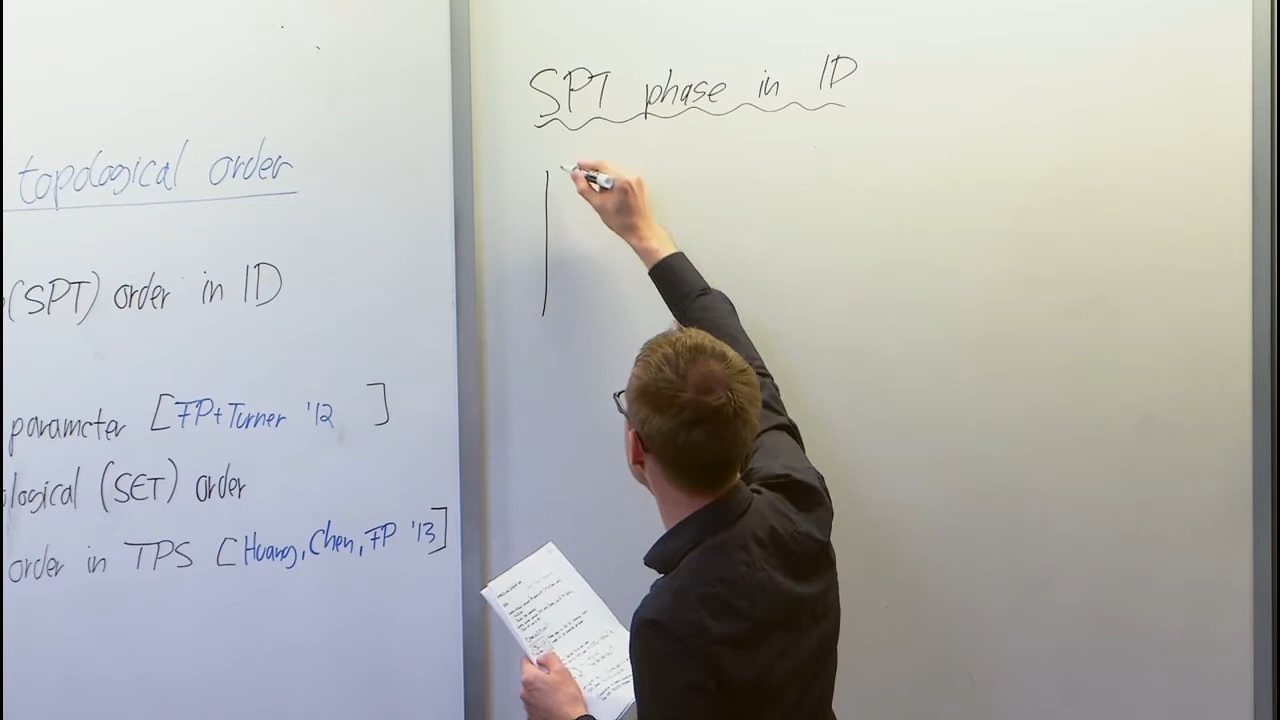 topological order
(SPT) order in 1D
parameter [FP+Turner '12 ]
ological (SET) order
order in TPS [Huang, Chen, FP '13]
SPT phase in 1D